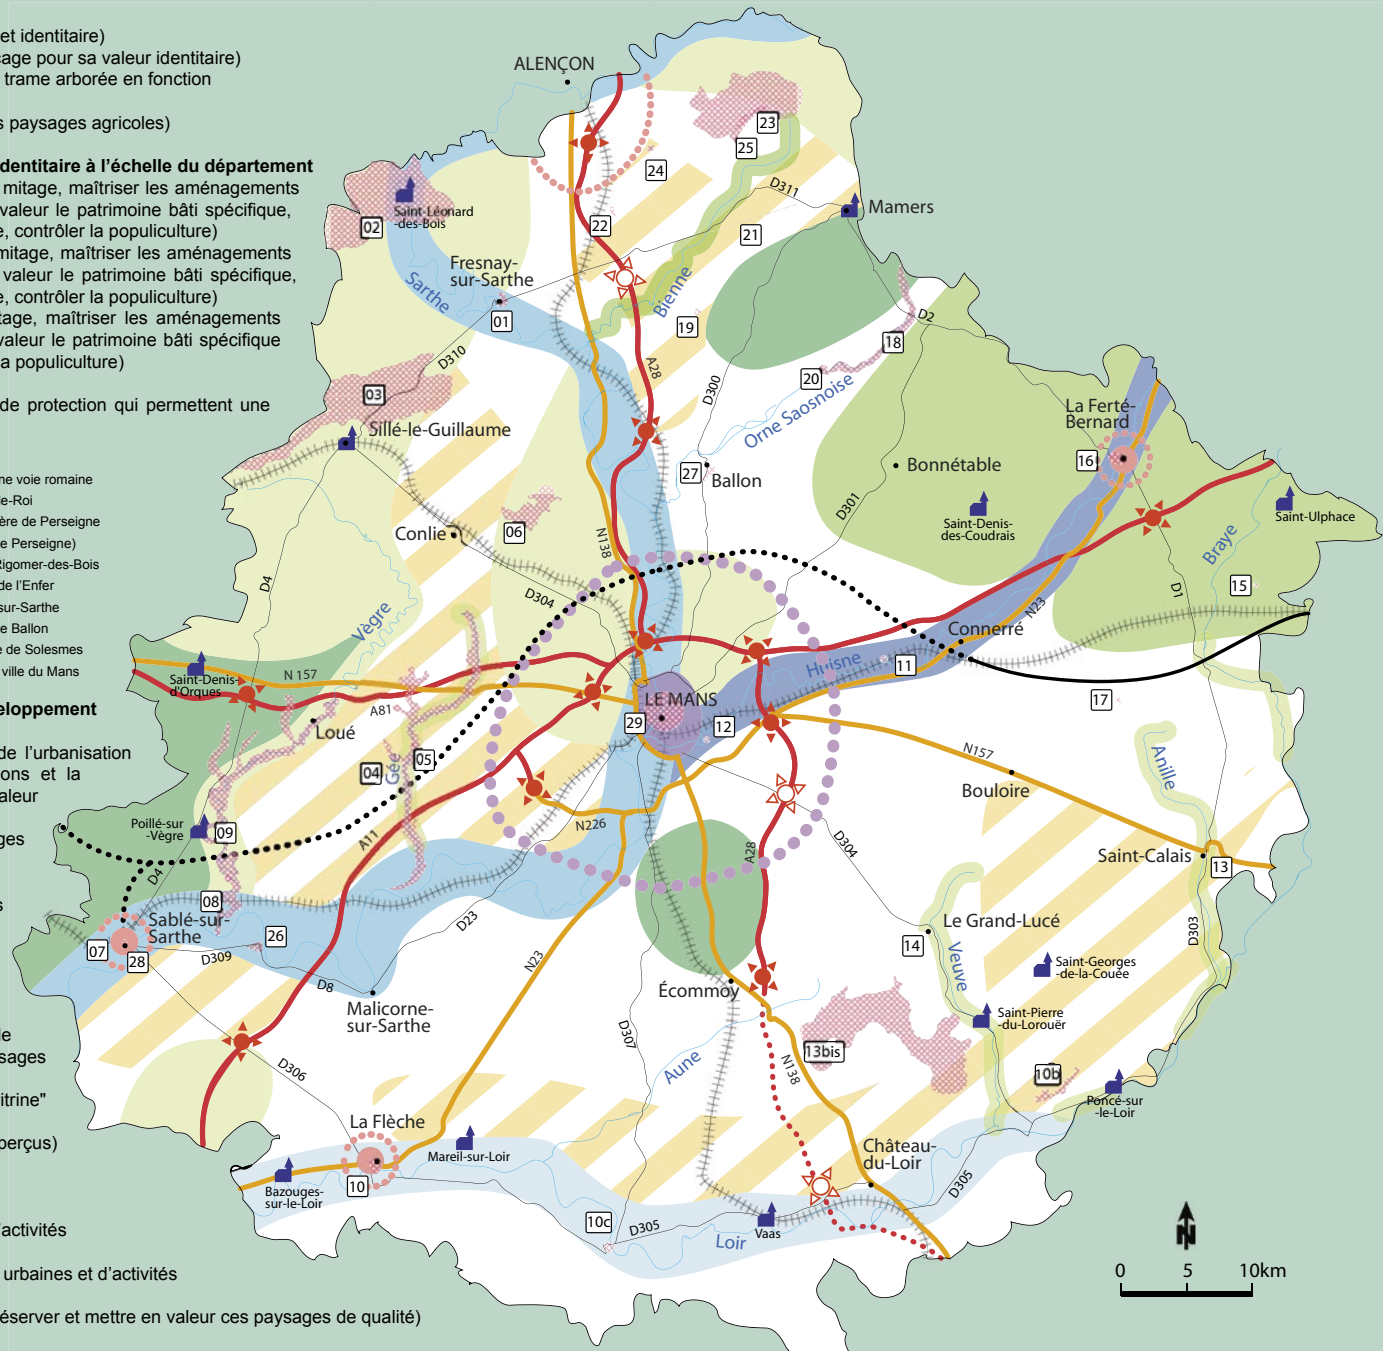 et identitaire)
age pour sa valeur identitaire)
trame arborée en fonction
s paysages agricoles)
identitaire à l'échelle du département
mitage, maîtriser les aménagements
valeur le patrimoine bâti spécifique,
e, contrôler la populiculture)
mitage, maîtriser les aménagements
valeur le patrimoine bâti spécifique,
e, contrôler la populiculture)
tage, maîtriser les aménagements
valeur le patrimoine bâti spécifique
a populiculture)
de protection qui permettent une
ne voie romaine
le-Roi
ère de Perseigne
e Perseigne)
Rigomer-des-Bois
de l'Enfer
sur-Sarthe
e Ballon
e de Solesmes
ville du Mans
eloppement
de l'urbanisation
ons et la
aleur
ges
s
le
sages
itrine"
perçus)
'activités
urbaines et d'activités
éserver et mettre en valeur ces paysages de qualité)
ALENÇON
23
25
24
D311
Mamers
Saint-Léonard
-des-Bois
02
22
21
Fresnay-
sur-Sarthe
Sarthe
Bienne
01
19
D2
18
D310
A28
D300
20
Orne Saosnoise
03
La Ferté-
Bernard
Sillé-le-Guillaume
16
27
Ballon
Bonnétable
D301
Saint-Denis-
des-Coudrais
Saint-Ulphace
06
Conlie
N138
Braye
D4
D304
D1
15
Vègre
N23
Connerré
Huisne
11
Saint-Denis-
d'Orques
N 157
A81
LE MANS
17
29
12
Loué
05
04
Gée
N157
Anille
Bouloire
Poillé-sur
-Vègre
09
A11
N226
A28
D304
Saint-Calais
13
D4
08
Sablé-sur-
Sarthe
D23
Le Grand-Lucé
D303
26
07
28
D309
14
N23
Veuve
Saint-Georges
-de-la-Couée
D8
Écommoy
Malicorne-
sur-Sarthe
Saint-Pierre
-du-Lorouër
D307
13bis
D306
Aune
N138
10b
Poncé-sur
-le-Loir
La Flèche
Mareil-sur-Loir
Château-
du-Loir
10
Bazouges-
sur-le-Loir
D305
10c
D305
Vaas
Loir
N
0 5 10km